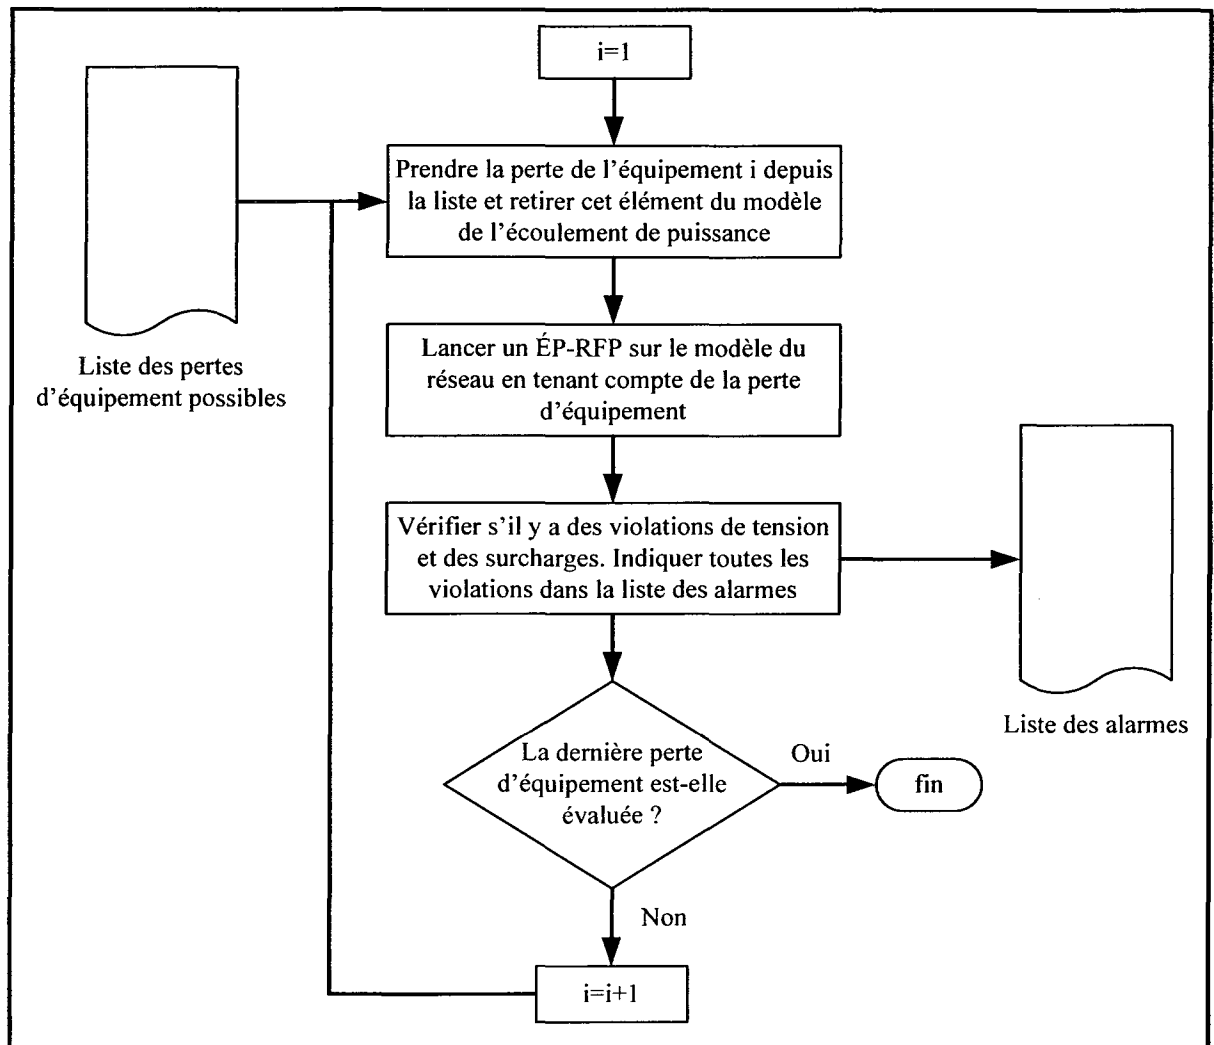 i=1
Prendre la perte de l'équipement i depuis
la liste et retirer cet élément du modèle
de l'écoulement de puissance
Liste des pertes
d'équipement possibles
Lancer un ÉP-RFP sur le modèle du
réseau en tenant compte de la perte
d'équipement
Vérifier s'il y a des violations de tension
et des surcharges. Indiquer toutes les
violations dans la liste des alarmes
Liste des alarmes
La dernière perte
d'équipement est-elle
évaluée ?
Oui
fin
Non
i=i+1